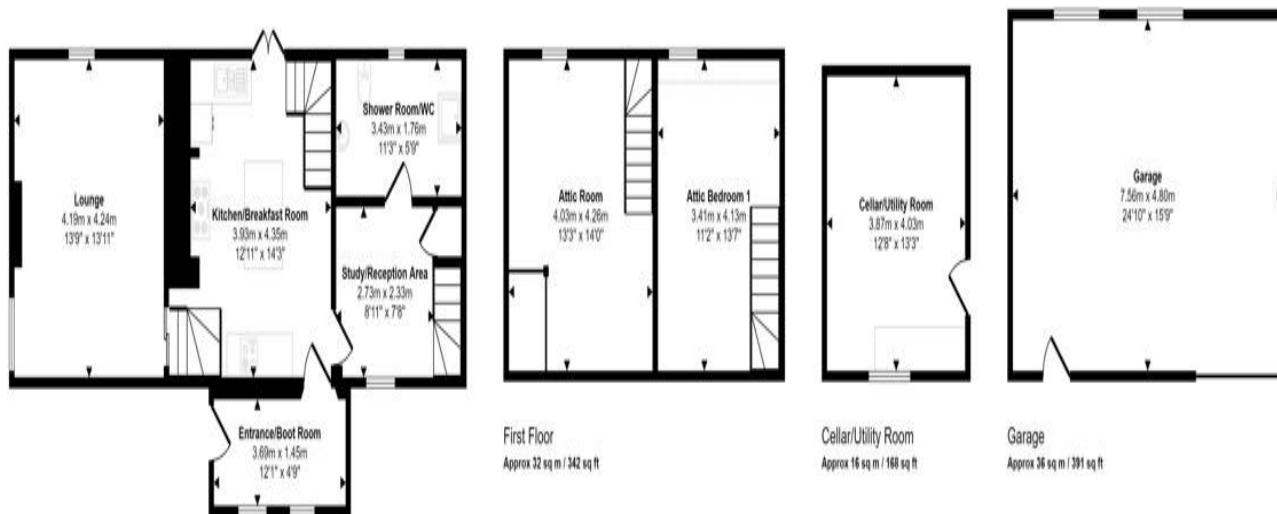 Lounge
4.19m x 4.24m
13'9" x 13'11"
Kitchen/Breakfast Room
3.93m x 4.35m
12'11" x 14'3"
Shower Room/WC
3.43m x 1.76m
11'3" x 5'9"
Study/Reception Area
2.73m x 2.33m
8'11" x 7'8"
Entrance/Boot Room
3.69m x 1.45m
12'1" x 4'9"
Attic Room
4.03m x 4.26m
13'3" x 14'0"
Attic Bedroom 1
3.41m x 4.13m
11'2" x 13'7"
First Floor
Approx 32 sq m / 342 sq ft
Cellar/Utility Room
3.87m x 4.03m
12'8" x 13'3"
Cellar/Utility Room
Approx 16 sq m / 168 sq ft
Garage
7.56m x 4.80m
24'10" x 15'9"
Garage
Approx 36 sq m / 391 sq ft